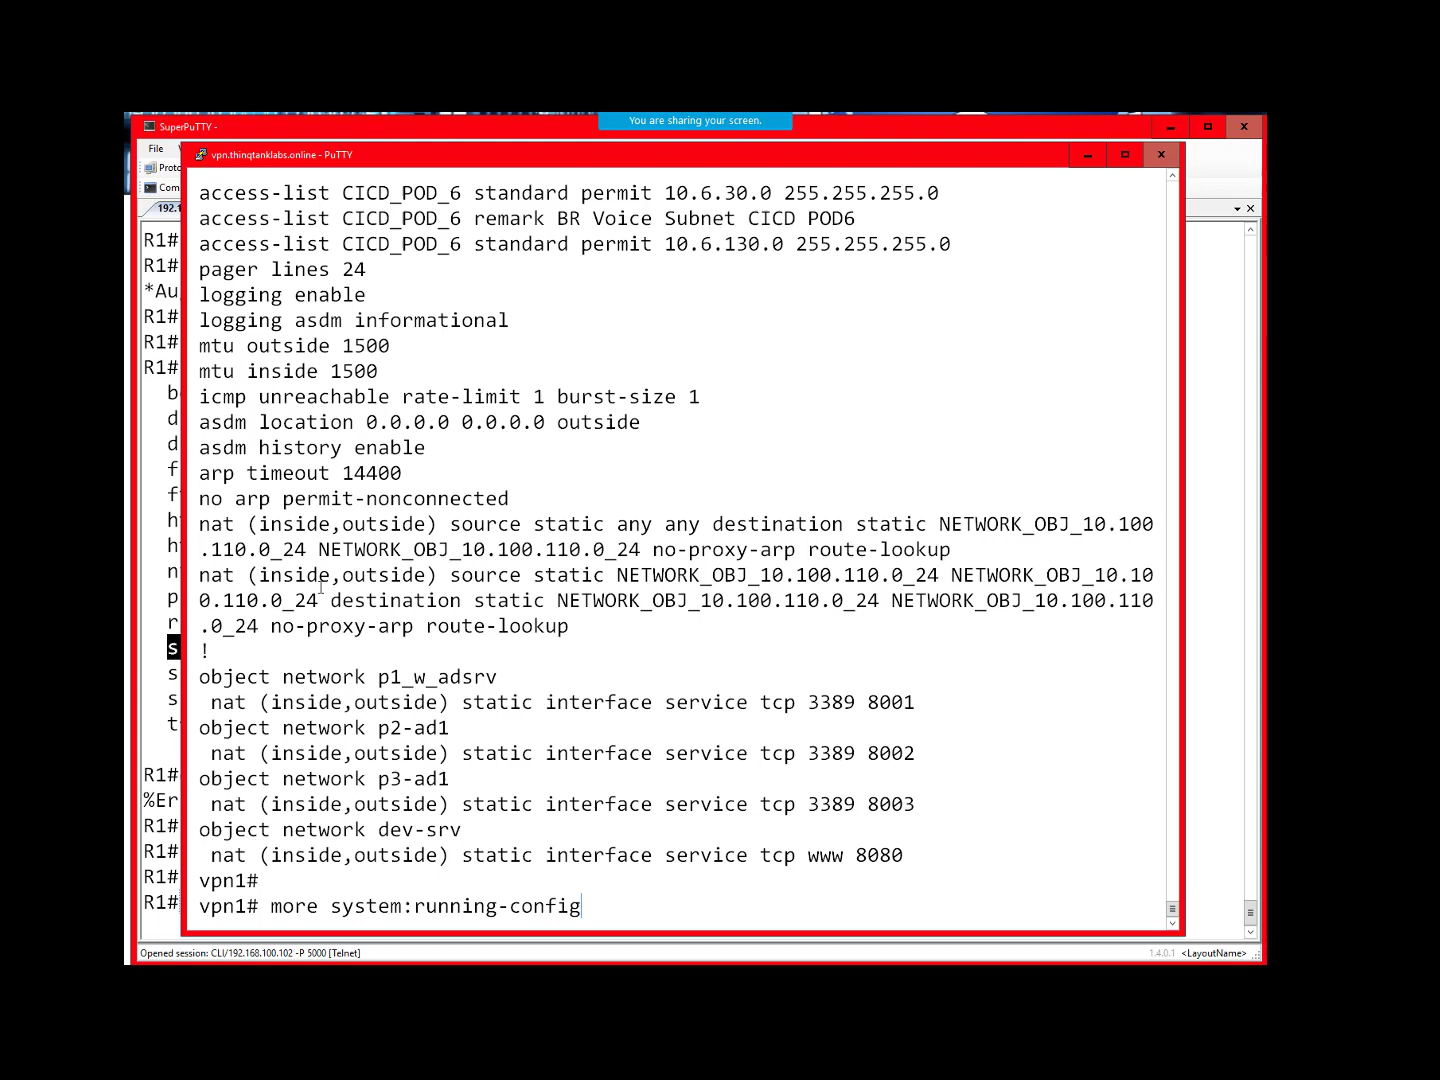 You are sharing your screen.
SuperPuTTY -
File
vpn.thinqtanklabs.online - PuTTY
Proto
Com
192.1
access-list CICD_POD_6 standard permit 10.6.30.0 255.255.255.0
access-list CICD_POD_6 remark BR Voice Subnet CICD POD6
R1#
access-list CICD_POD_6 standard permit 10.6.130.0 255.255.255.0
R1#
pager lines 24
*Au
logging enable
R1#
logging asdm informational
R1#
mtu outside 1500
R1#
mtu inside 1500
b
icmp unreachable rate-limit 1 burst-size 1
d
asdm location 0.0.0.0 0.0.0.0 outside
d
asdm history enable
f
arp timeout 14400
f
no arp permit-nonconnected
h
nat (inside,outside) source static any any destination static NETWORK_OBJ_10.100
h
.110.0_24 NETWORK_OBJ_10.100.110.0_24 no-proxy-arp route-lookup
n
nat (inside,outside) source static NETWORK_OBJ_10.100.110.0_24 NETWORK_OBJ_10.10
p
0.110.0_24 destination static NETWORK_OBJ_10.100.110.0_24 NETWORK_OBJ_10.100.110
r
.0_24 no-proxy-arp route-lookup
s
!
s
object network p1_w_adsrv
s
nat (inside,outside) static interface service tcp 3389 8001
t
object network p2-ad1
nat (inside,outside) static interface service tcp 3389 8002
R1#
object network p3-ad1
%Er
nat (inside,outside) static interface service tcp 3389 8003
R1#
object network dev-srv
R1#
nat (inside,outside) static interface service tcp www 8080
R1#
vpn1#
R1#
vpn1# more system:running-config
Opened session: CLI/192.168.100.102 -P 5000 [Telnet]
1.4.0.1 <LayoutName>